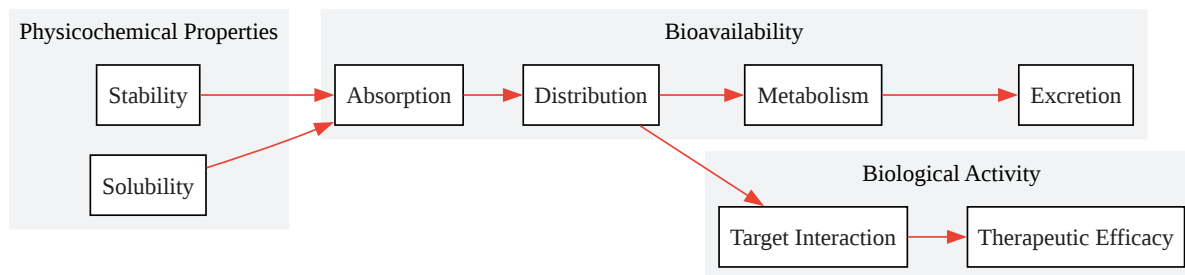 Physicochemical Properties
Stability
Solubility
Bioavailability
Absorption
Distribution
Metabolism
Excretion
Biological Activity
Target Interaction
Therapeutic Efficacy